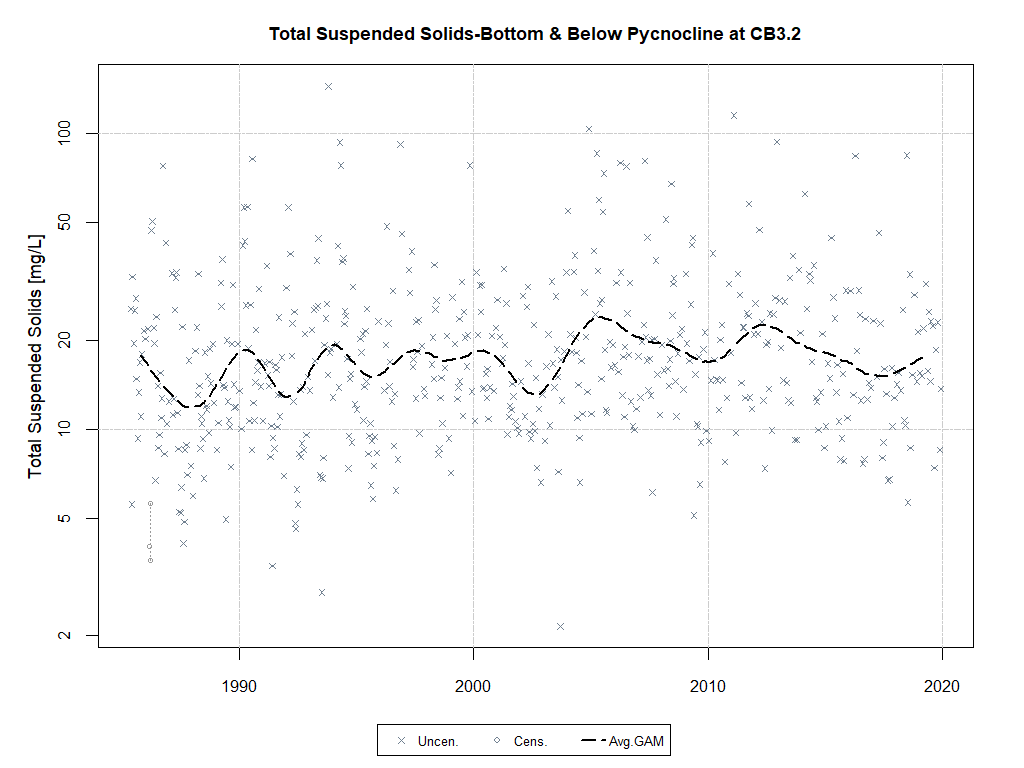 Total Suspended Solids-Bottom & Below Pycnocline at CB3.2
Total Suspended Solids [mg/L]
100
50
20
10
5
2
1990
2000
2010
2020
Uncen.
Cens.
Avg.GAM